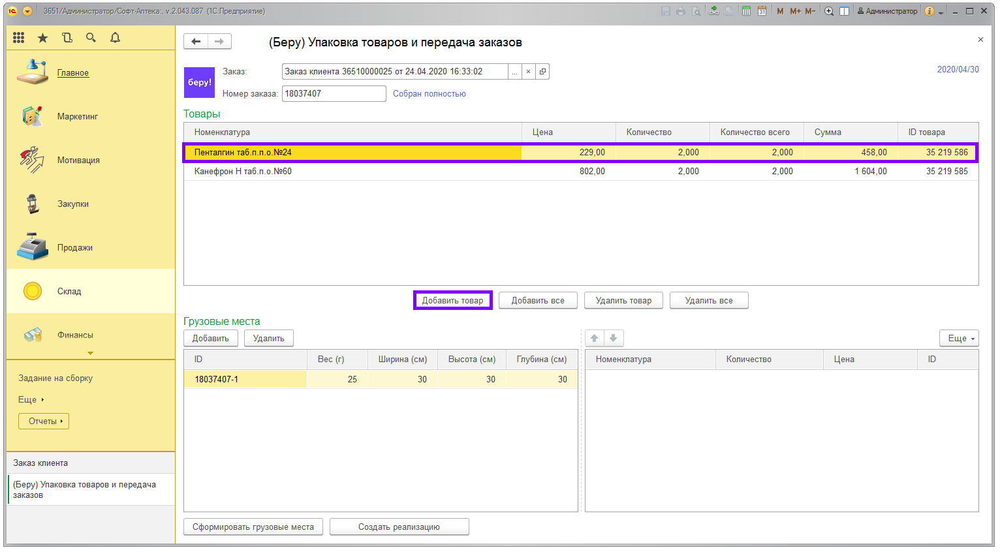 3651/Администратор/Софт-Аптека:, v.2.043.087 (1С:Предприятие)
M M+ M- Администратор
(Беру) Упаковка товаров и передача заказов
Главное
Маркетинг
Мотивация
Закупки
Продажи
Склад
Финансы
Задание на сборку
Еще
Отчеты
Заказ клиента
(Беру) Упаковка товаров и передача
заказов
беру!
Заказ: Заказ клиента 36510000025 от 24.04.2020 16:33:02 ... ×
2020/04/30
Номер заказа: 18037407 Собран полностью
Товары
Номенклатура Цена Количество Количество всего Сумма ID товара
Пенталгин таб.п.п.о.№24 229,00 2,000 2,000 458,00 35 219 586
Канефрон Н таб.п.о.№60 802,00 2,000 2,000 1 604,00 35 219 585
Добавить товар Добавить все Удалить товар Удалить все
Грузовые места
Добавить Удалить
Еще
ID Вес (г) Ширина (см) Высота (см) Глубина (см)
18037407-1 25 30 30 30
Номенклатура Количество Цена ID
Сформировать грузовые места Создать реализацию